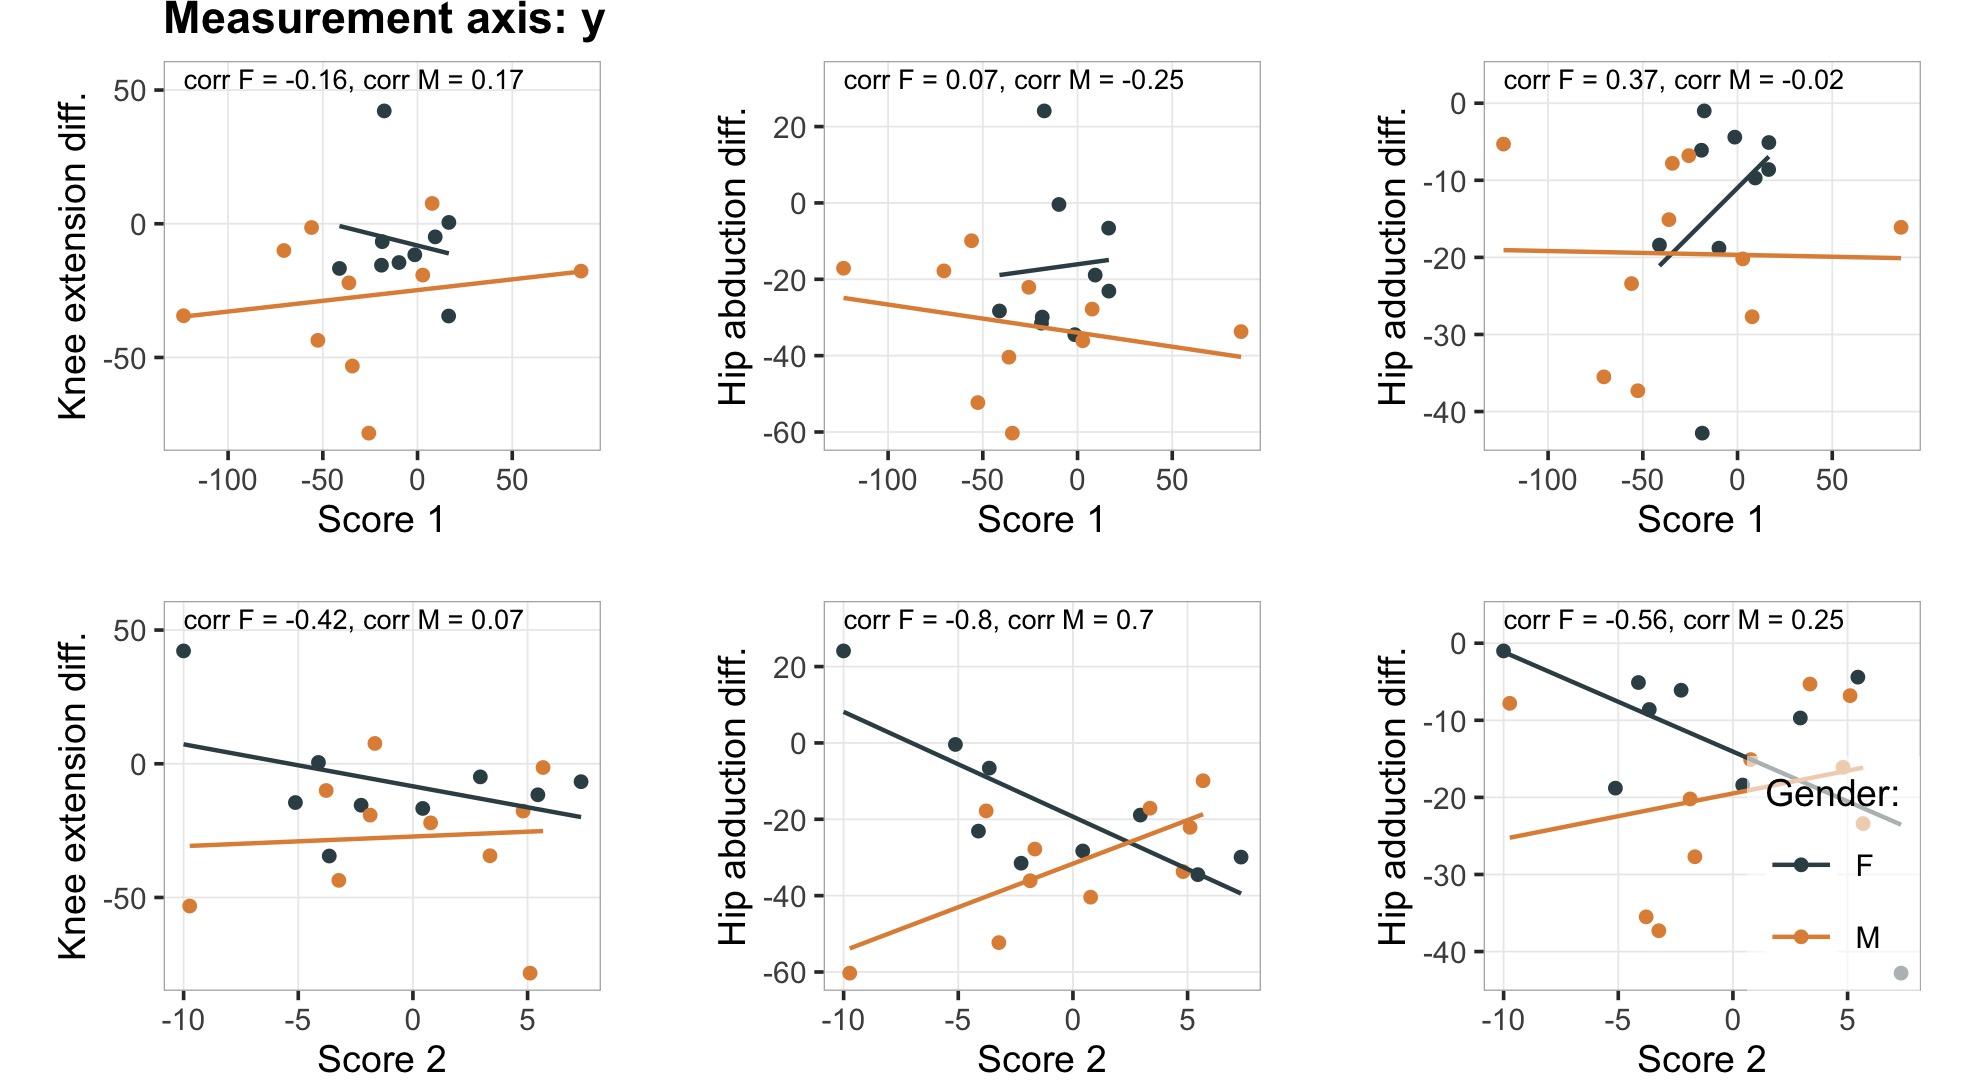 Measurement axis: y
corr F = -0.16, corr M = 0.17
50
0
-50
Knee extension diff.
-100 -50 0 50
Score 1
corr F = 0.07, corr M = -0.25
20
0
-20
-40
-60
Hip abduction diff.
-100 -50 0 50
Score 1
corr F = 0.37, corr M = -0.02
0
-10
-20
-30
-40
Hip adduction diff.
-100 -50 0 50
Score 1
corr F = -0.42, corr M = 0.07
50
0
-50
Knee extension diff.
-10 -5 0 5
Score 2
corr F = -0.8, corr M = 0.7
20
0
-20
-40
-60
Hip abduction diff.
-10 -5 0 5
Score 2
corr F = -0.56, corr M = 0.25
0
-10
-20
-30
-40
Hip adduction diff.
Gender:
F
M
-10 -5 0 5
Score 2